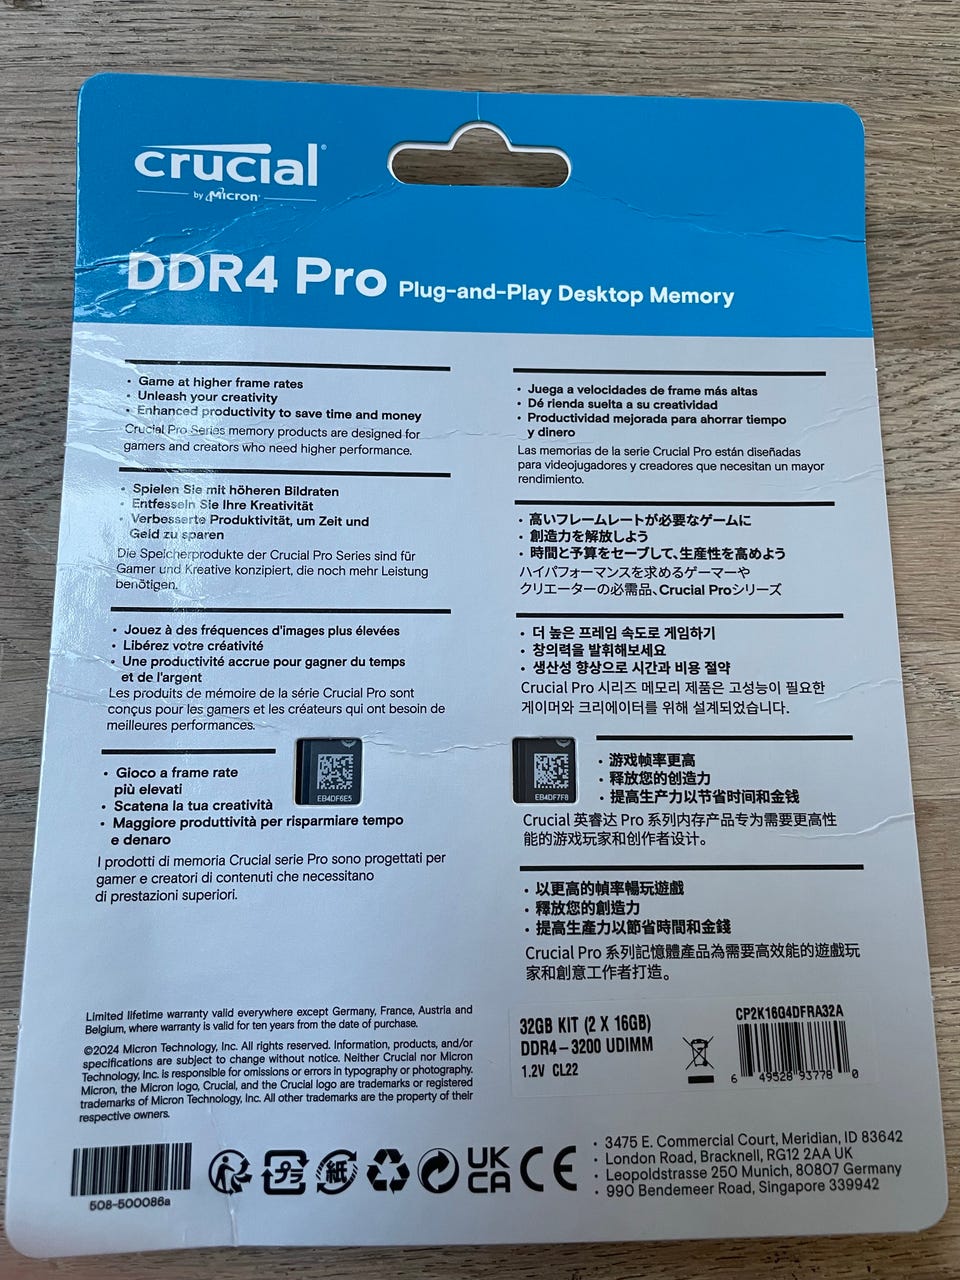 crucial®
by Micron®
DDR4 Pro Plug-and-Play Desktop Memory
• Game at higher frame rates
• Unleash your creativity
• Enhanced productivity to save time and money
Crucial Pro Series memory products are designed for
gamers and creators who need higher performance.
• Spielen Sie mit höheren Bildraten
• Entfesseln Sie Ihre Kreativität
• Verbesserte Produktivität, um Zeit und
Geld zu sparen
Die Speicherprodukte der Crucial Pro Series sind für
Gamer und Kreative konzipiert, die noch mehr Leistung
benötigen.
• Jouez à des fréquences d'images plus élevées
• Libérez votre créativité
• Une productivité accrue pour gagner du temps
et de l'argent
Les produits de mémoire de la série Crucial Pro sont
conçus pour les gamers et les créateurs qui ont besoin de
meilleures performances.
• Gioco a frame rate
più elevati
• Scatena la tua creatività
• Maggiore produttività per risparmiare tempo
e denaro
I prodotti di memoria Crucial serie Pro sono progettati per
gamer e creatori di contenuti che necessitano
di prestazioni superiori.
EB4DF6E5
• Juega a velocidades de frame más altas
• Dé rienda suelta a su creatividad
• Productividad mejorada para ahorrar tiempo
y dinero
Las memorias de la serie Crucial Pro están diseñadas
para videojugadores y creadores que necesitan un mayor
rendimiento.
• 高いフレームレートが必要なゲームに
• 創造力を解放しよう
• 時間と予算をセーブして、生産性を高めよう
ハイパフォーマンスを求めるゲーマーや
クリエーターの必需品、Crucial Proシリーズ
• 더 높은 프레임 속도로 게임하기
• 창의력을 발휘해보세요
• 생산성 향상으로 시간과 비용 절약
Crucial Pro 시리즈 메모리 제품은 고성능이 필요한
게이머와 크리에이터를 위해 설계되었습니다.
EB4DF7F8
• 游戏帧率更高
• 释放您的创造力
• 提高生产力以节省时间和金钱
Crucial 英睿达 Pro 系列内存产品专为需要更高性
能的游戏玩家和创作者设计。
• 以更高的幀率暢玩遊戲
• 釋放您的創造力
• 提高生產力以節省時間和金錢
Crucial Pro 系列記憶體產品為需要高效能的遊戲玩
家和創意工作者打造。
Limited lifetime warranty valid everywhere except Germany, France, Austria and
Belgium, where warranty is valid for ten years from the date of purchase.
©2024 Micron Technology, Inc. All rights reserved. Information, products, and/or
specifications are subject to change without notice. Neither Crucial nor Micron
Technology, Inc. is responsible for omissions or errors in typography or photography.
Micron, the Micron logo, Crucial, and the Crucial logo are trademarks or registered
trademarks of Micron Technology, Inc. All other trademarks are the property of their
respective owners.
32GB KIT (2 X 16GB)
DDR4-3200 UDIMM
1.2V CL22
CP2K16G4DFRA32A
6 49528 93778 0
508-500086a
プラ
紙
UK
CA
CE
• 3475 E. Commercial Court, Meridian, ID 83642
• London Road, Bracknell, RG12 2AA UK
• Leopoldstrasse 250 Munich, 80807 Germany
• 990 Bendemeer Road, Singapore 339942